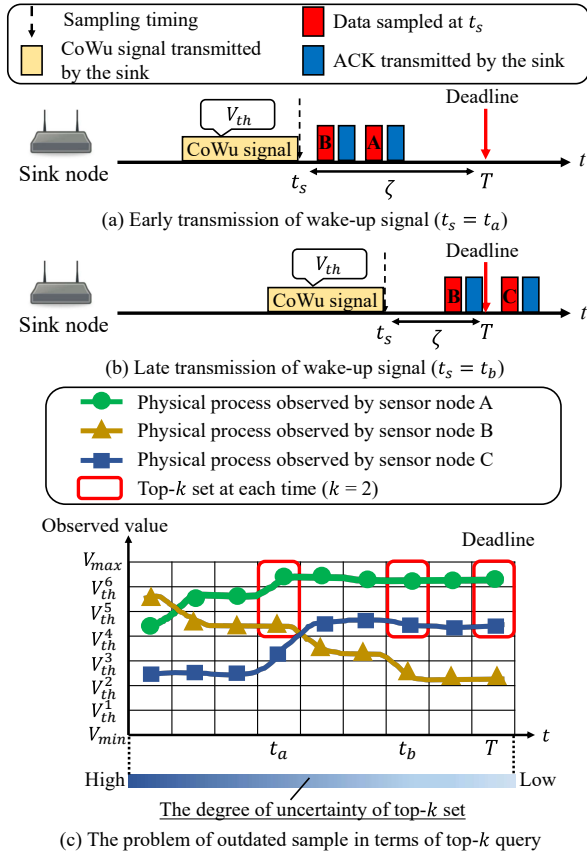 Sampling timing
CoWu signal transmitted
by the sink
Data sampled at t_s
ACK transmitted by the sink
Deadline
V_th
CoWu signal
B
A
Sink node
t_s
ζ
T
t
(a) Early transmission of wake-up signal (t_s = t_a)
Deadline
V_th
CoWu signal
B
C
Sink node
t_s
ζ
T
t
(b) Late transmission of wake-up signal (t_s = t_b)
Physical process observed by sensor node A
Physical process observed by sensor node B
Physical process observed by sensor node C
Top-k set at each time (k = 2)
Observed value
Deadline
V_max
V_th^6
V_th^5
V_th^4
V_th^3
V_th^2
V_th^1
V_min
t_a
t_b
T
t
High
Low
The degree of uncertainty of top-k set
(c) The problem of outdated sample in terms of top-k query